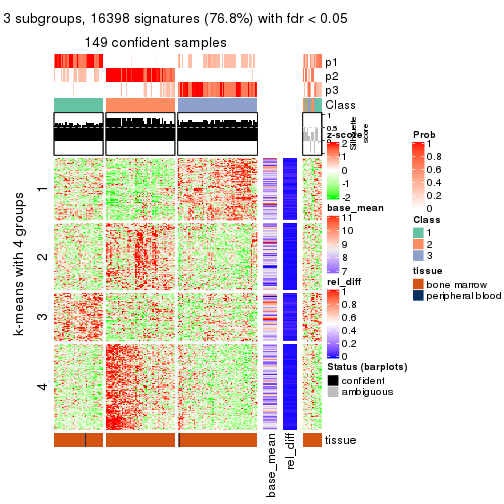 3 subgroups, 16398 signatures (76.8%) with fdr < 0.05
149 confident samples
p1
p2
p3
Class
1
0.5
0
Silhouette
score
k-means with 4 groups
1
2
3
4
z-score
2
1
0
-1
-2
base_mean
11
10
9
8
7
rel_diff
1
0.8
0.6
0.4
0.2
0
Status (barplots)
confident
ambiguous
Prob
1
0.8
0.6
0.4
0.2
0
Class
1
2
3
tissue
bone marrow
peripheral blood
tissue
base_mean
rel_diff